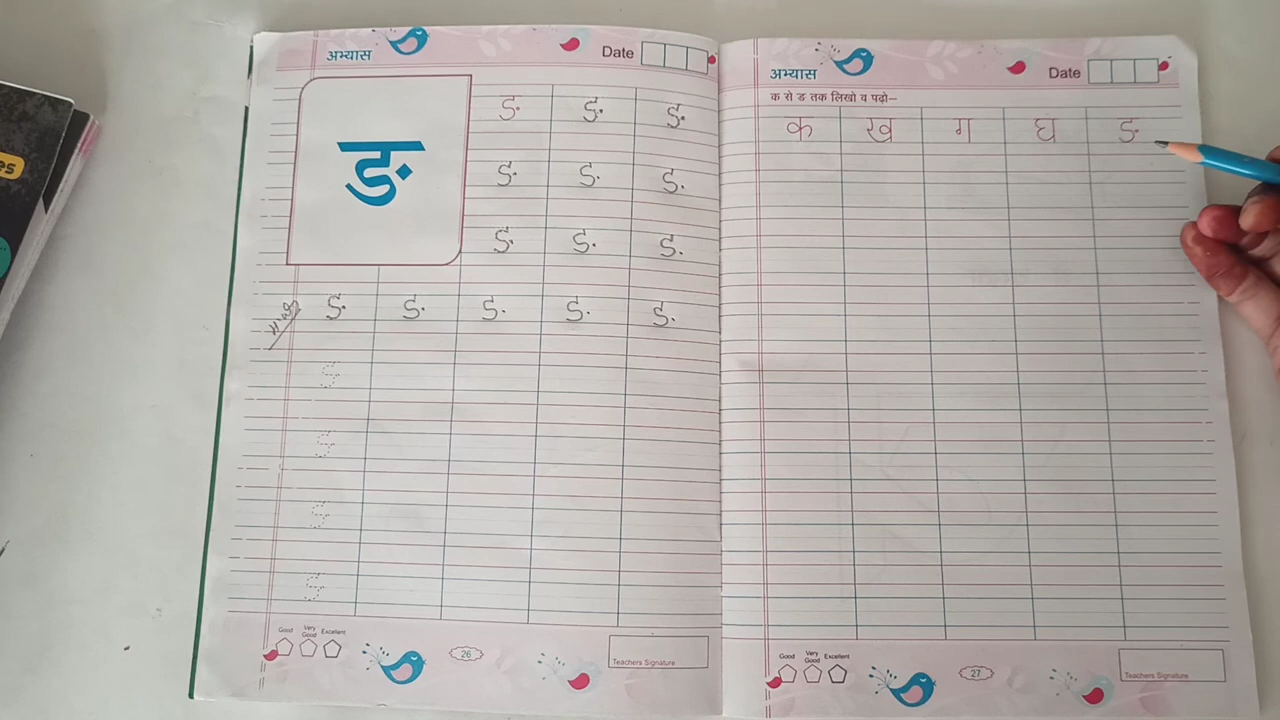 अभ्यास
Date
ङ
ङ ङ ङ
ङ ङ ङ
ङ ङ ङ
ङ ङ ङ ङ ङ
Good Very Good Excellent
26
Teachers Signature
अभ्यास
Date
क से ङ तक लिखो व पढ़ो–
क ख ग घ ङ
Good Very Good Excellent
27
Teachers Signature
es